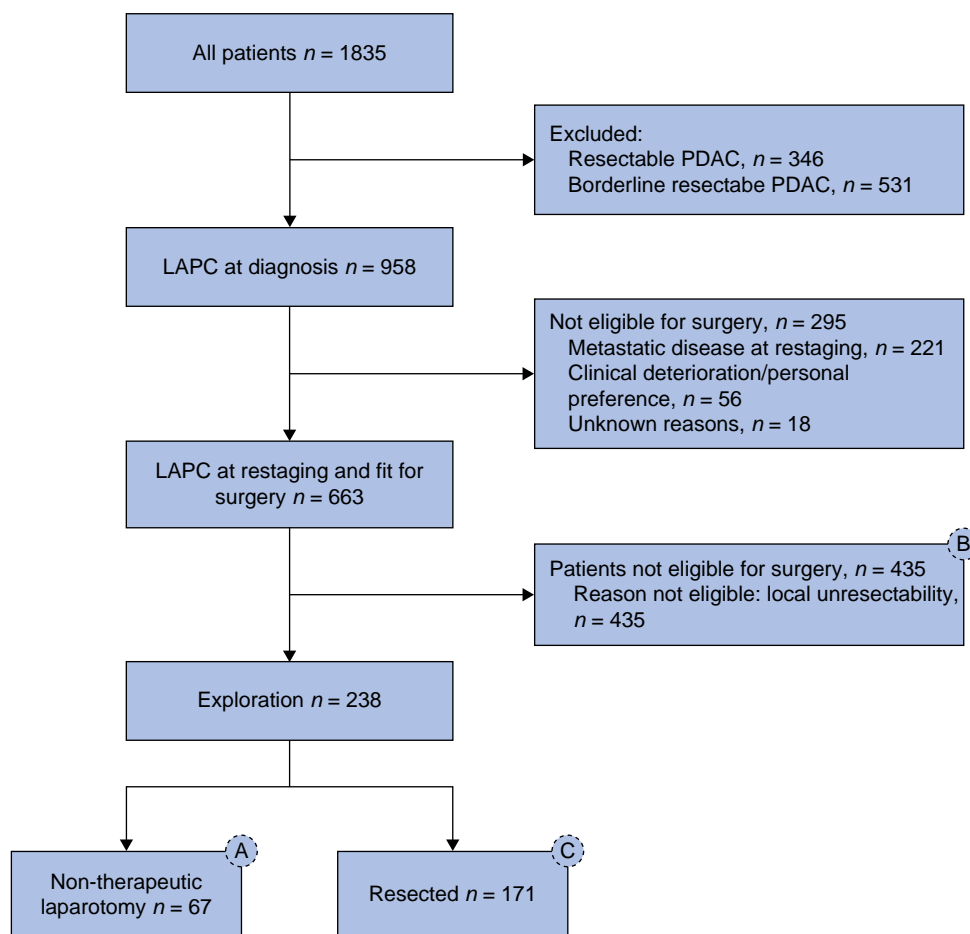 All patients n = 1835
Excluded:
Resectable PDAC, n = 346
Borderline resectabe PDAC, n = 531
LAPC at diagnosis n = 958
Not eligible for surgery, n = 295
Metastatic disease at restaging, n = 221
Clinical deterioration/personal
preference, n = 56
Unknown reasons, n = 18
LAPC at restaging and fit for
surgery n = 663
B
Patients not eligible for surgery, n = 435
Reason not eligible: local unresectability,
n = 435
Exploration n = 238
A
Non-therapeutic
laparotomy n = 67
C
Resected n = 171